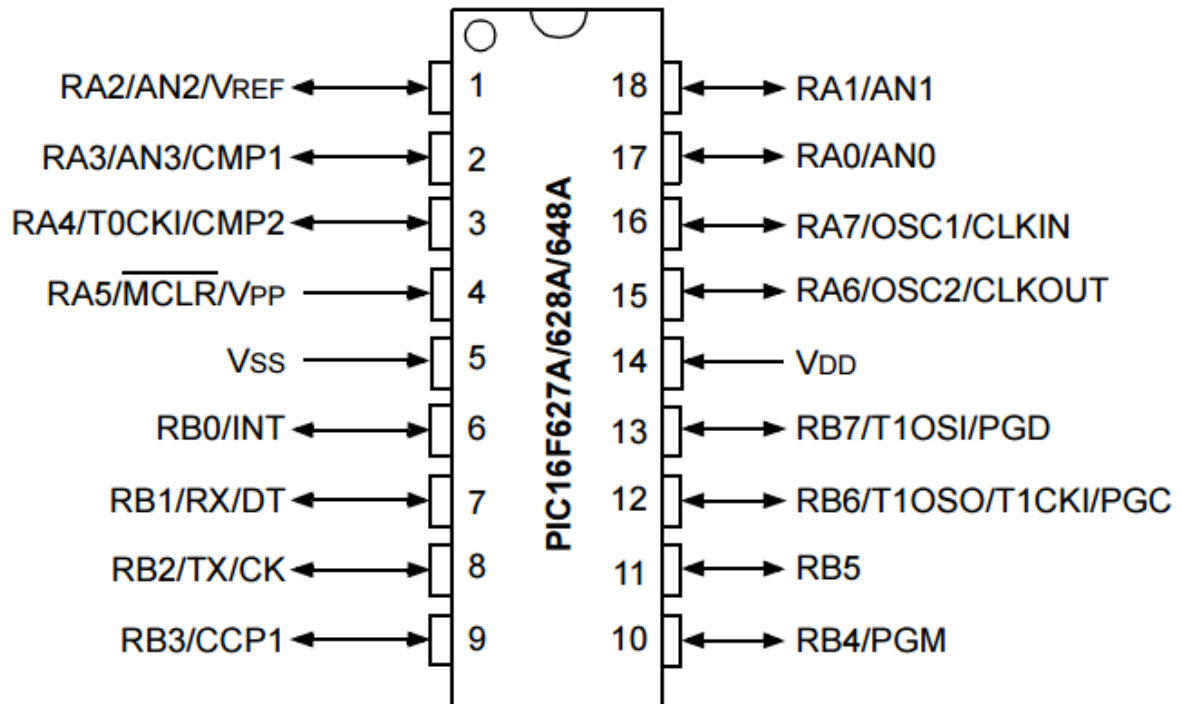 RA2/AN2/VREF 1 18 RA1/AN1
RA3/AN3/CMP1 2 17 RA0/AN0
RA4/T0CKI/CMP2 3 16 RA7/OSC1/CLKIN
RA5/MCLR/VPP 4 15 RA6/OSC2/CLKOUT
VSS 5 14 VDD
RB0/INT 6 13 RB7/T1OSI/PGD
RB1/RX/DT 7 12 RB6/T1OSO/T1CKI/PGC
RB2/TX/CK 8 11 RB5
RB3/CCP1 9 10 RB4/PGM
PIC16F627A/628A/648A